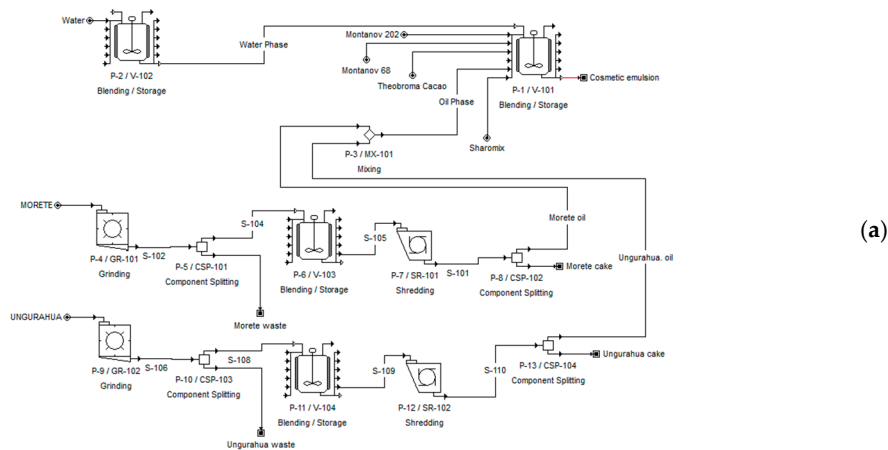 Water
Water Phase
P-2 / V-102
Blending / Storage
Montanov 202
Montanov 68
Theobroma Cacao
Oil Phase
Sharomix
P-1 / V-101
Blending / Storage
Cosmetic emulsion
P-3 / MX-101
Mixing
MORETE
P-4 / GR-101
Grinding
S-102
P-5 / CSP-101
Component Splitting
S-104
Morete waste
P-6 / V-103
Blending / Storage
S-105
P-7 / SR-101
Shredding
S-101
P-8 / CSP-102
Component Splitting
Morete oil
Morete cake
Ungurahua. oil
(a)
UNGURAHUA
P-9 / GR-102
Grinding
S-106
P-10 / CSP-103
Component Splitting
S-108
Ungurahua waste
P-11 / V-104
Blending / Storage
S-109
P-12 / SR-102
Shredding
S-110
P-13 / CSP-104
Component Splitting
Ungurahua cake